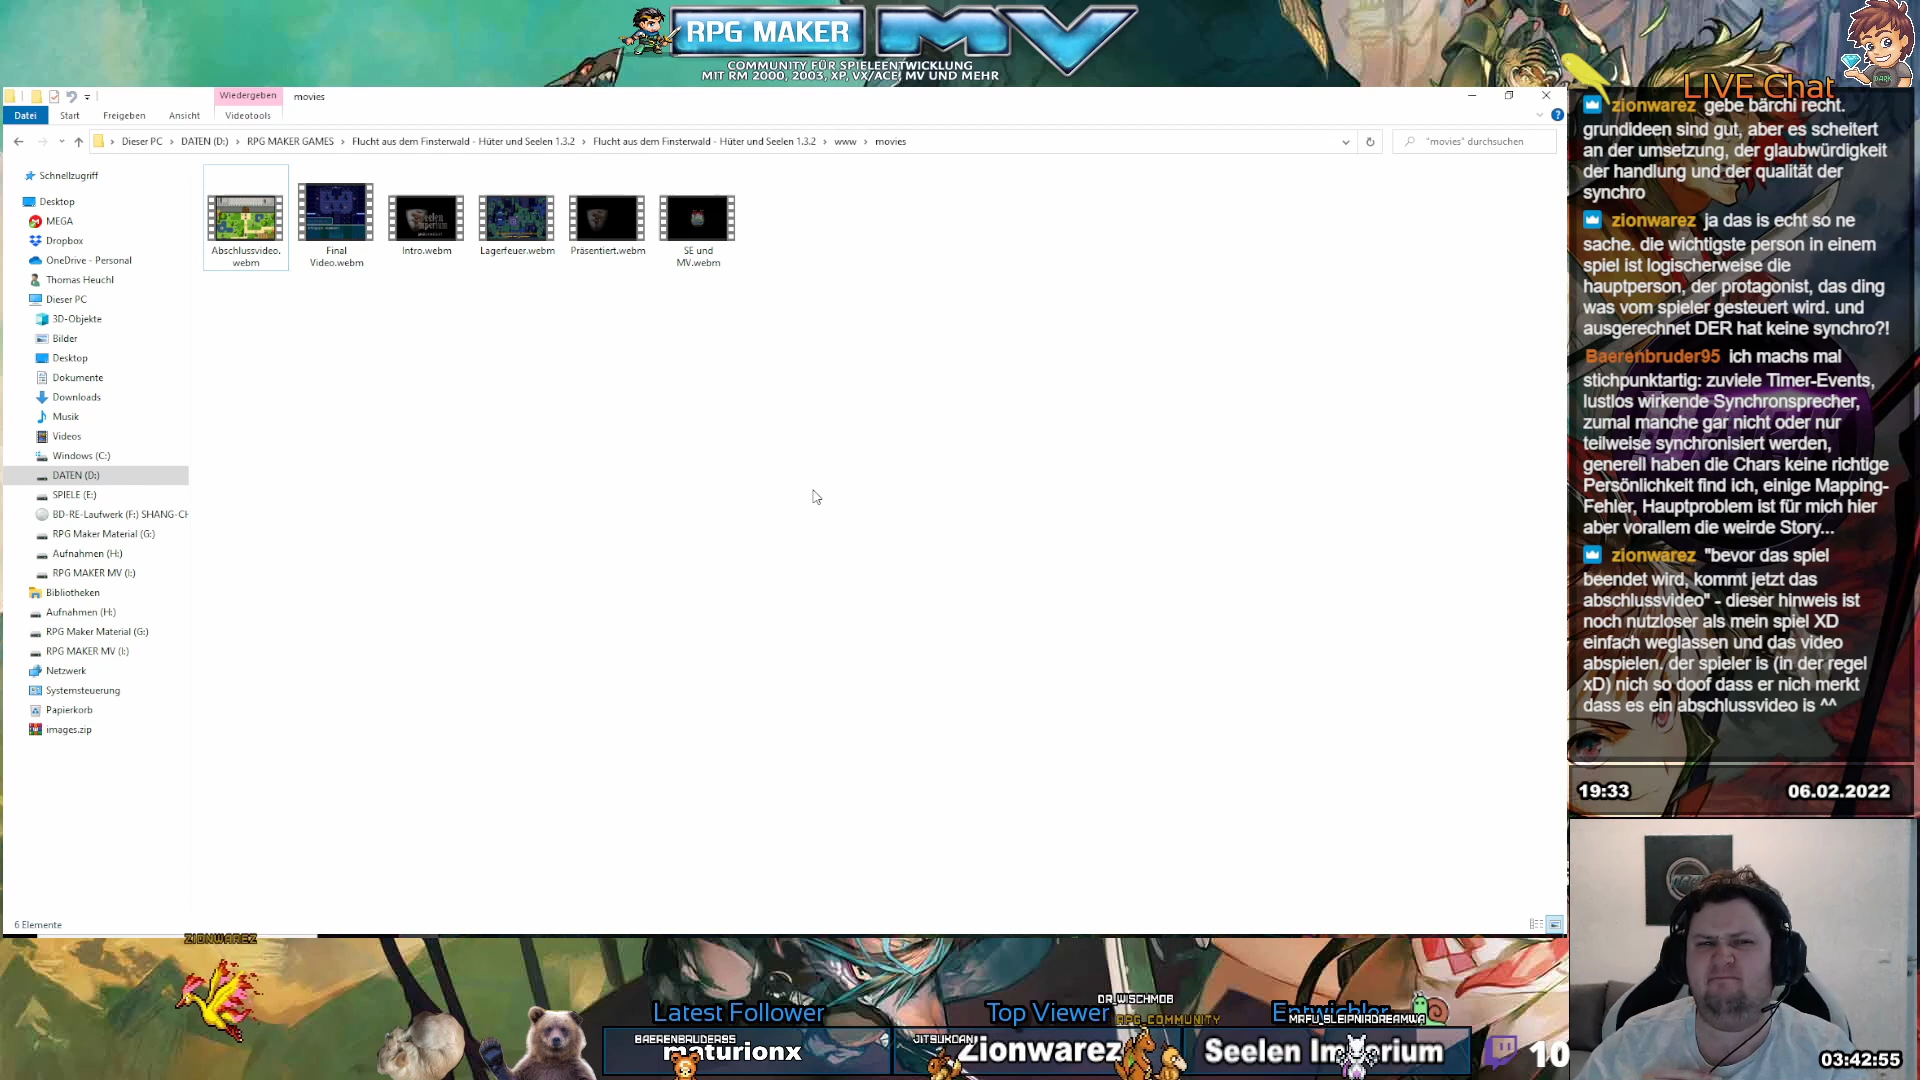 RPG MAKER MV
COMMUNITY FÜR SPIELEENTWICKLUNG
MIT RM 2000, 2003, XP, VX/ACE, MV UND MEHR
Wiedergeben
movies
Datei
Start
Freigeben
Ansicht
Videotools
Dieser PC
DATEN (D:)
RPG MAKER GAMES
Flucht aus dem Finsterwald - Hüter und Seelen 1.3.2
Flucht aus dem Finsterwald - Hüter und Seelen 1.3.2
www
movies
"movies" durchsuchen
Schnellzugriff
Desktop
MEGA
Dropbox
OneDrive - Personal
Thomas Heuchl
Dieser PC
3D-Objekte
Bilder
Desktop
Dokumente
Downloads
Musik
Videos
Windows (C:)
DATEN (D:)
SPIELE (E:)
BD-RE-Laufwerk (F:) SHANG-CH
RPG Maker Material (G:)
Aufnahmen (H:)
RPG MAKER MV (I:)
Bibliotheken
Aufnahmen (H:)
RPG Maker Material (G:)
RPG MAKER MV (I:)
Netzwerk
Systemsteuerung
Papierkorb
images.zip
Abschlussvideo.
webm
Final
Video.webm
Intro.webm
Lagerfeuer.webm
Präsentiert.webm
SE und
MV.webm
6 Elemente
LIVE Chat
DARK
zionwarez gebe bärchi recht.
grundideen sind gut, aber es scheitert
an der umsetzung, der glaubwürdigkeit
der handlung und der qualität der
synchro
zionwarez ja das is echt so ne
sache. die wichtigste person in einem
spiel ist logischerweise die
hauptperson, der protagonist, das ding
was vom spieler gesteuert wird. und
ausgerechnet DER hat keine synchro?!
Baerenbruder95 ich machs mal
stichpunktartig: zuviele Timer-Events,
lustlos wirkende Synchronsprecher,
zumal manche gar nicht oder nur
teilweise synchronisiert werden,
generell haben die Chars keine richtige
Persönlichkeit find ich, einige Mapping-
Fehler, Hauptproblem ist für mich hier
aber vorallem die weirde Story...
zionwarez "bevor das spiel
beendet wird, kommt jetzt das
abschlussvideo" - dieser hinweis ist
noch nutzloser als mein spiel XD
einfach weglassen und das video
abspielen. der spieler is (in der regel
xD) nich so doof dass er nich merkt
dass es ein abschlussvideo is ^^
19:33
06.02.2022
ZIONWAREZ
Latest Follower
BAERENBRUDER95
maturionx
Top Viewer
DR_WISCHMOB
RPG_COMMUNITY
JITSUKOAN
Zionwarez
Entwickler
MRFU_SLEIPNIRDREAMWA
Seelen Imperium
10
03:42:55